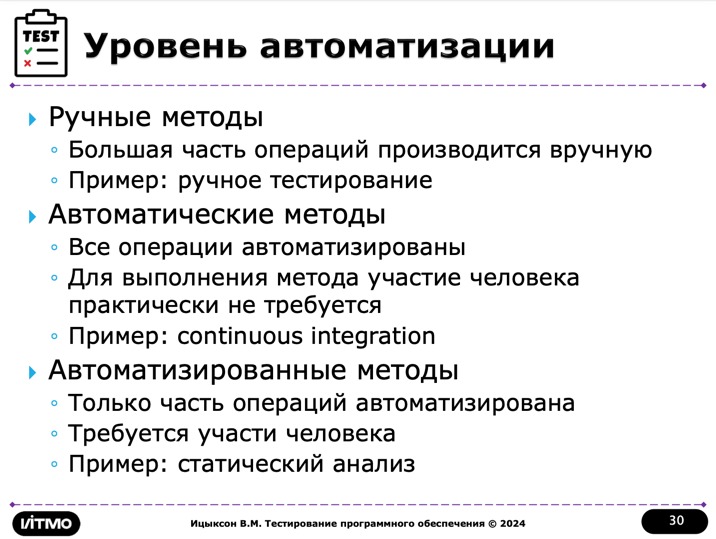 TEST
Уровень автоматизации
Ручные методы
Большая часть операций производится вручную
Пример: ручное тестирование
Автоматические методы
Все операции автоматизированы
Для выполнения метода участие человека
практически не требуется
Пример: continuous integration
Автоматизированные методы
Только часть операций автоматизирована
Требуется участи человека
Пример: статический анализ
ИТМО
Ицыксон В.М. Тестирование программного обеспечения © 2024
30